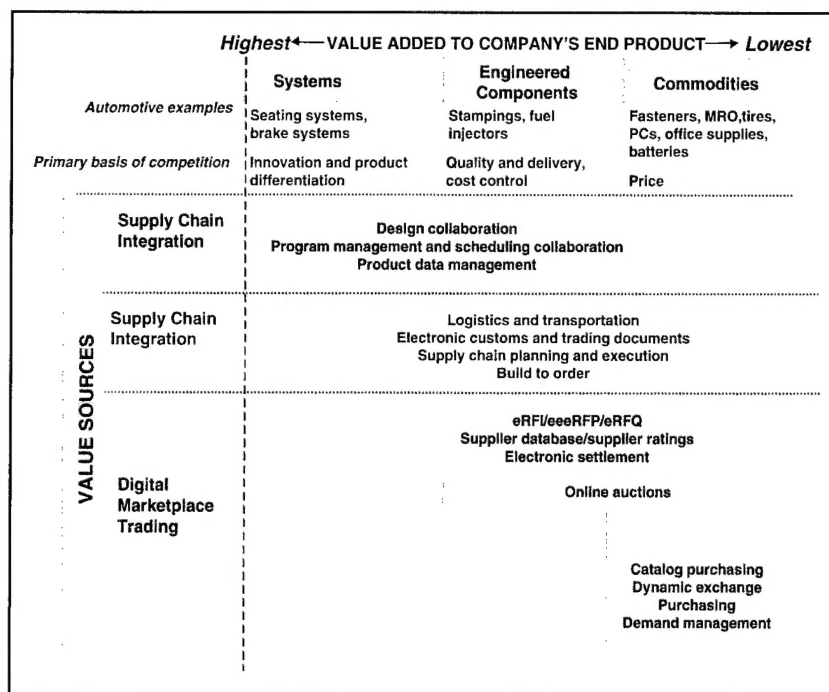 Highest ←— VALUE ADDED TO COMPANY'S END PRODUCT —→ Lowest
Systems
Engineered
Components
Commodities
Automotive examples
Seating systems,
brake systems
Stampings, fuel
injectors
Fasteners, MRO,tires,
PCs, office supplies,
batteries
Primary basis of competition
Innovation and product
differentiation
Quality and delivery,
cost control
Price
VALUE SOURCES
Supply Chain
Integration
Design collaboration
Program management and scheduling collaboration
Product data management
Supply Chain
Integration
Logistics and transportation
Electronic customs and trading documents
Supply chain planning and execution
Build to order
Digital
Marketplace
Trading
eRFI/eeeRFP/eRFQ
Supplier database/supplier ratings
Electronic settlement
Online auctions
Catalog purchasing
Dynamic exchange
Purchasing
Demand management